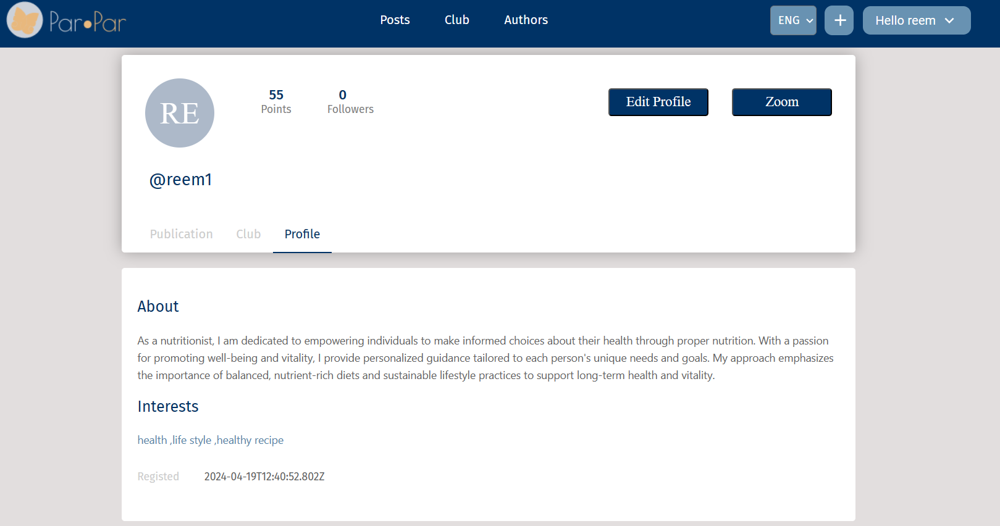 Par•Par
Posts
Club
Authors
ENG
+
Hello reem
RE
55
Points
0
Followers
Edit Profile
Zoom
@reem1
Publication
Club
Profile
About
As a nutritionist, I am dedicated to empowering individuals to make informed choices about their health through proper nutrition. With a passion
for promoting well-being and vitality, I provide personalized guidance tailored to each person's unique needs and goals. My approach emphasizes
the importance of balanced, nutrient-rich diets and sustainable lifestyle practices to support long-term health and vitality.
Interests
health ,life style ,healthy recipe
Registed
2024-04-19T12:40:52.802Z